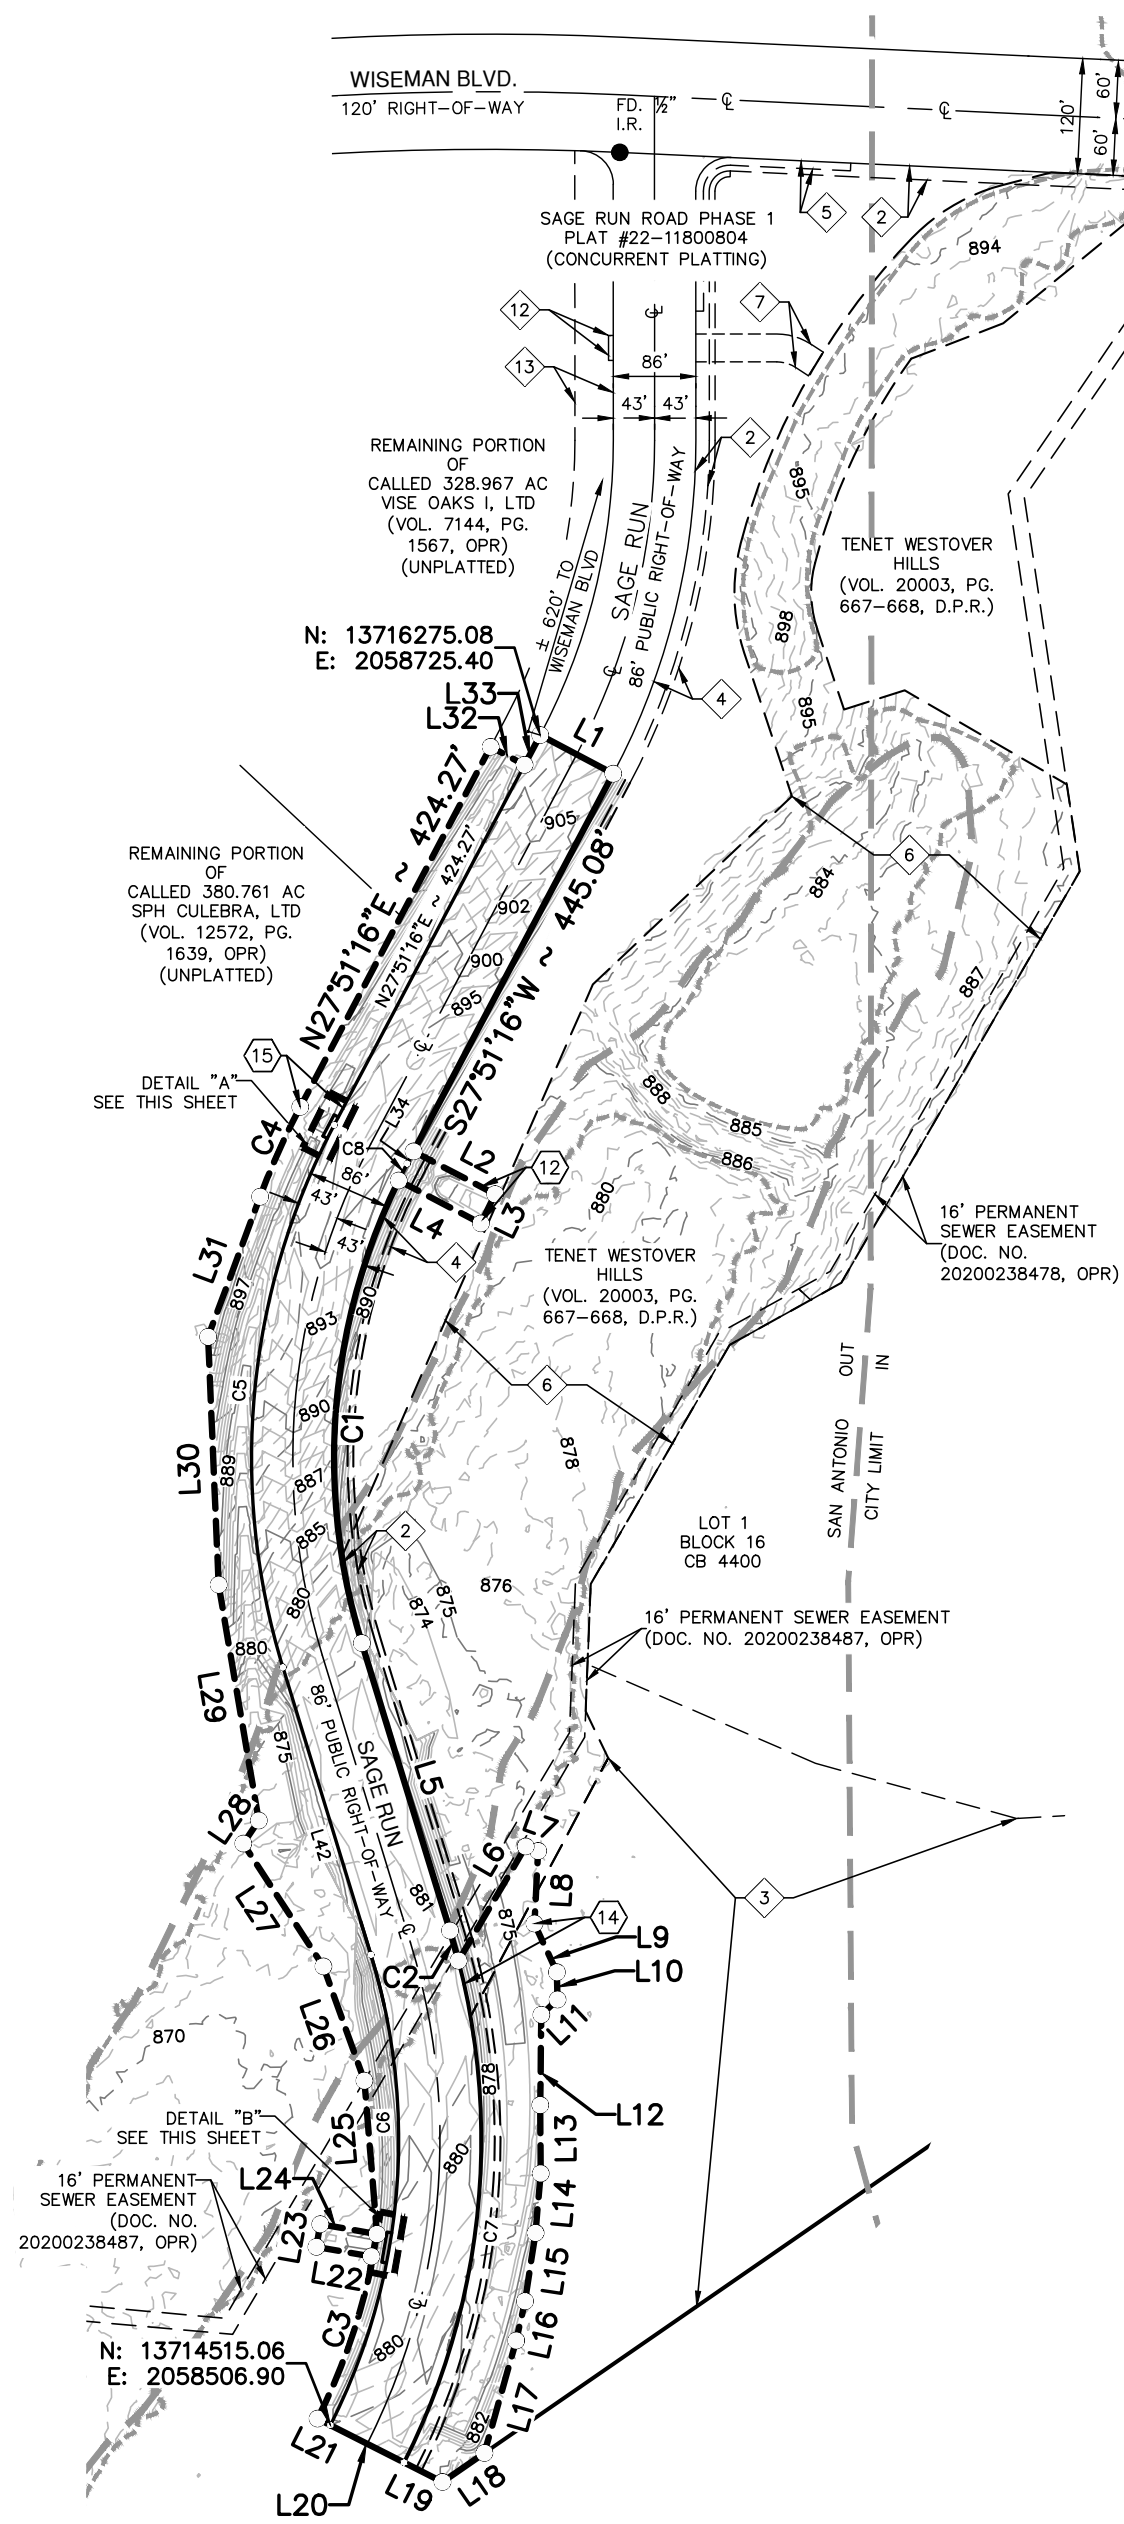 WISEMAN BLVD.
120' RIGHT-OF-WAY
FD. ½"
I.R.
℄
℄
120'
60'
60'
5
2
SAGE RUN ROAD PHASE 1
PLAT #22-11800804
(CONCURRENT PLATTING)
894
12
7
℄
13
86'
43'
43'
2
REMAINING PORTION
OF
CALLED 328.967 AC
VISE OAKS I, LTD
(VOL. 7144, PG.
1567, OPR)
(UNPLATTED)
895
SAGE RUN
86' PUBLIC RIGHT-OF-WAY
± 620' TO
WISEMAN BLVD
TENET WESTOVER
HILLS
(VOL. 20003, PG.
667-668, D.P.R.)
898
N: 13716275.08
E: 2058725.40
℄
4
895
L33
L32
L1
905
N27°51'16"E ~ 424.27'
N27°51'16"E ~ 424.27'
S27°51'16"W ~ 445.08'
REMAINING PORTION
OF
CALLED 380.761 AC
SPH CULEBRA, LTD
(VOL. 12572, PG.
1639, OPR)
(UNPLATTED)
6
884
902
900
895
887
℄
15
DETAIL "A"
SEE THIS SHEET
888
885
886
C4
L34
C8
L2
12
86'
43'
43'
L4
L3
880
4
16' PERMANENT
SEWER EASEMENT
(DOC. NO.
20200238478, OPR)
TENET WESTOVER
HILLS
(VOL. 20003, PG.
667-668, D.P.R.)
L31
897
893
890
OUT
IN
6
C5
890
C1
878
L30
889
887
SAN ANTONIO
CITY LIMIT
885
2
LOT 1
BLOCK 16
CB 4400
876
875
874
880
16' PERMANENT SEWER EASEMENT
(DOC. NO. 20200238487, OPR)
880
L29
86' PUBLIC RIGHT-OF-WAY
SAGE RUN
875
L5
L28
L42
L7
L6
L8
881
875
3
14
L27
℄
L9
C2
L10
L11
L26
870
878
L12
DETAIL "B"
SEE THIS SHEET
L25
C6
L13
880
16' PERMANENT
SEWER EASEMENT
(DOC. NO.
20200238487, OPR)
L24
L14
L23
C7
L22
L15
℄
C3
L16
N: 13714515.06
E: 2058506.90
880
L17
882
L21
L20
L19
L18